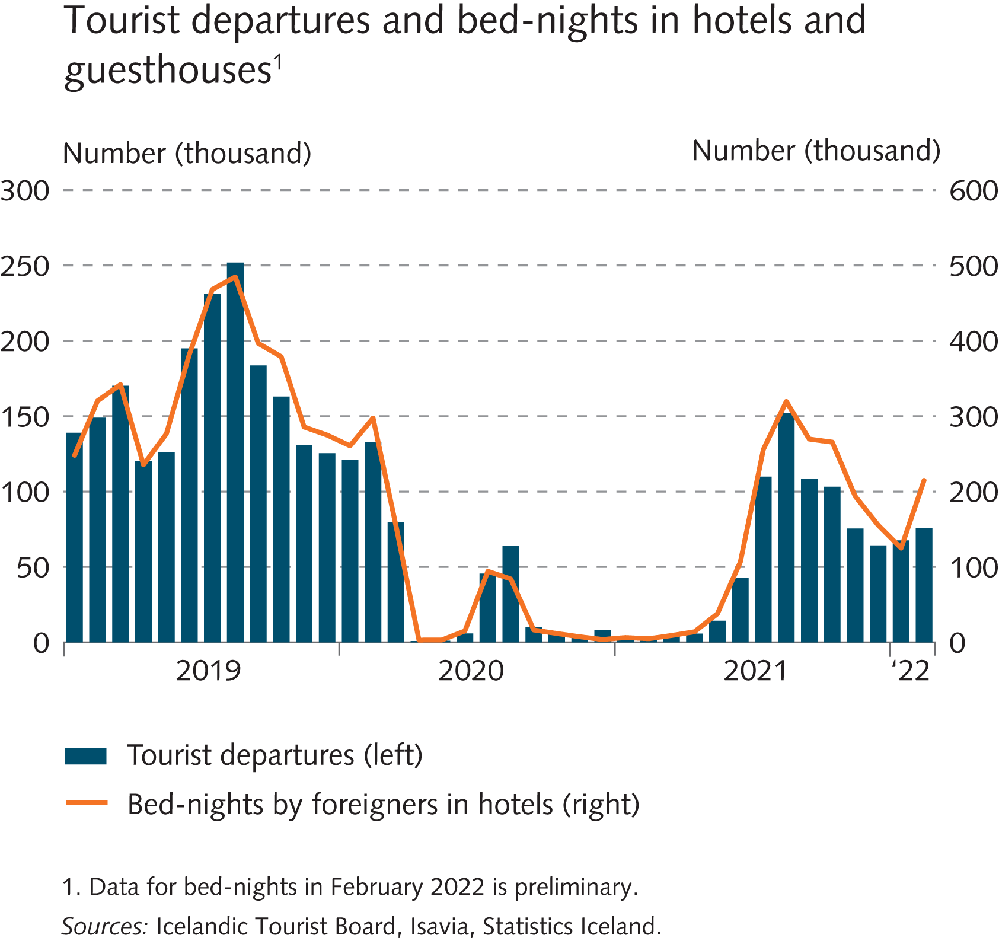 Tourist departures and bed-nights in hotels and
guesthouses¹
Number (thousand)
Number (thousand)
300
600
250
500
200
400
150
300
100
200
50
100
0
0
2019
2020
2021
‘22
Tourist departures (left)
Bed-nights by foreigners in hotels (right)
1. Data for bed-nights in February 2022 is preliminary.
Sources: Icelandic Tourist Board, Isavia, Statistics Iceland.